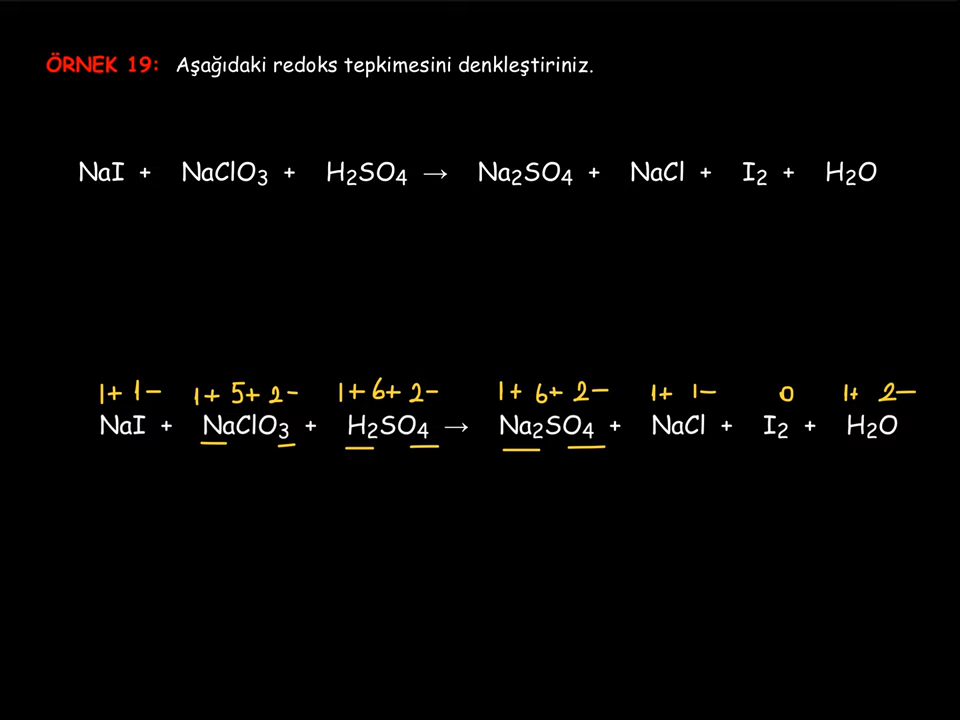 ÖRNEK 19: Aşağıdaki redoks tepkimesini denkleştiriniz.
NaI + NaClO₃ + H₂SO₄ → Na₂SO₄ + NaCl + I₂ + H₂O
1+ 1− 1+ 5+ 2− 1+ 6+ 2− 1+ 6+ 2− 1+ 1− 0 1+ 2−
NaI + NaClO₃ + H₂SO₄ → Na₂SO₄ + NaCl + I₂ + H₂O